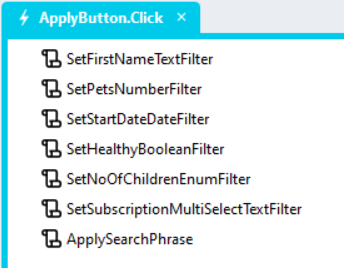 ApplyButton.Click ×
SetFirstNameTextFilter
SetPetsNumberFilter
SetStartDateDateFilter
SetHealthyBooleanFilter
SetNoOfChildrenEnumFilter
SetSubscriptionMultiSelectTextFilter
ApplySearchPhrase